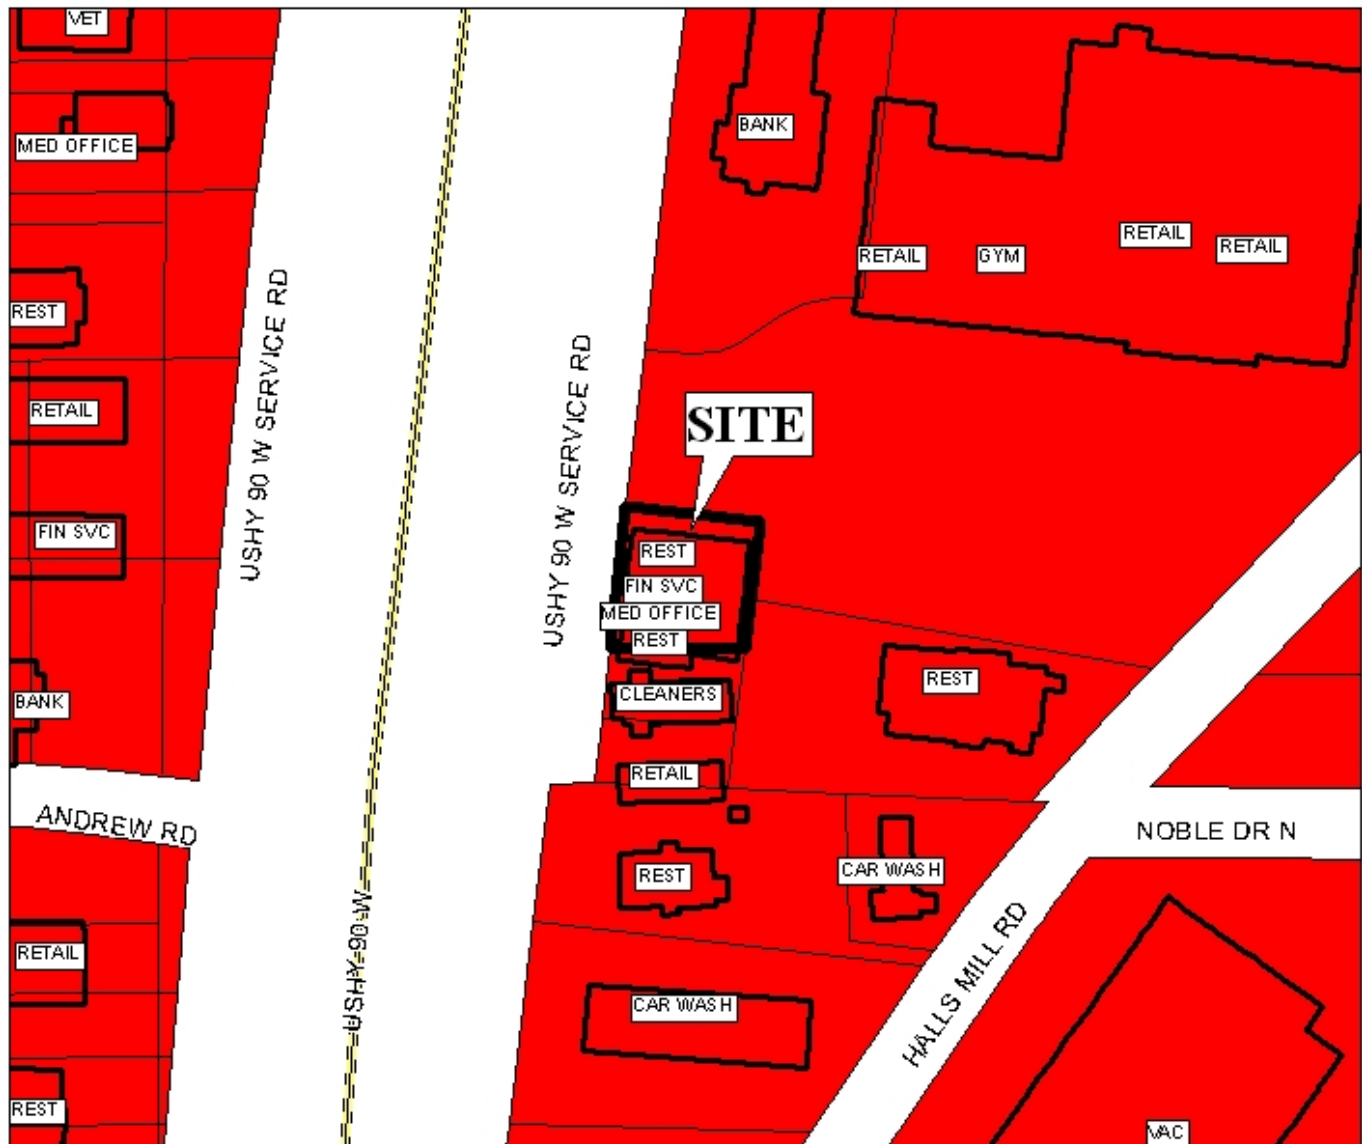 VET
MED OFFICE
BANK
RETAIL
GYM
RETAIL
RETAIL
REST
USHY 90 W SERVICE RD
USHY 90 W SERVICE RD
RETAIL
SITE
FIN SVC
REST
FIN SVC
MED OFFICE
REST
BANK
CLEANERS
REST
RETAIL
ANDREW RD
NOBLE DR N
REST
CAR WASH
USHY 90 W
RETAIL
CAR WASH
HALLS MILL RD
REST
VAC